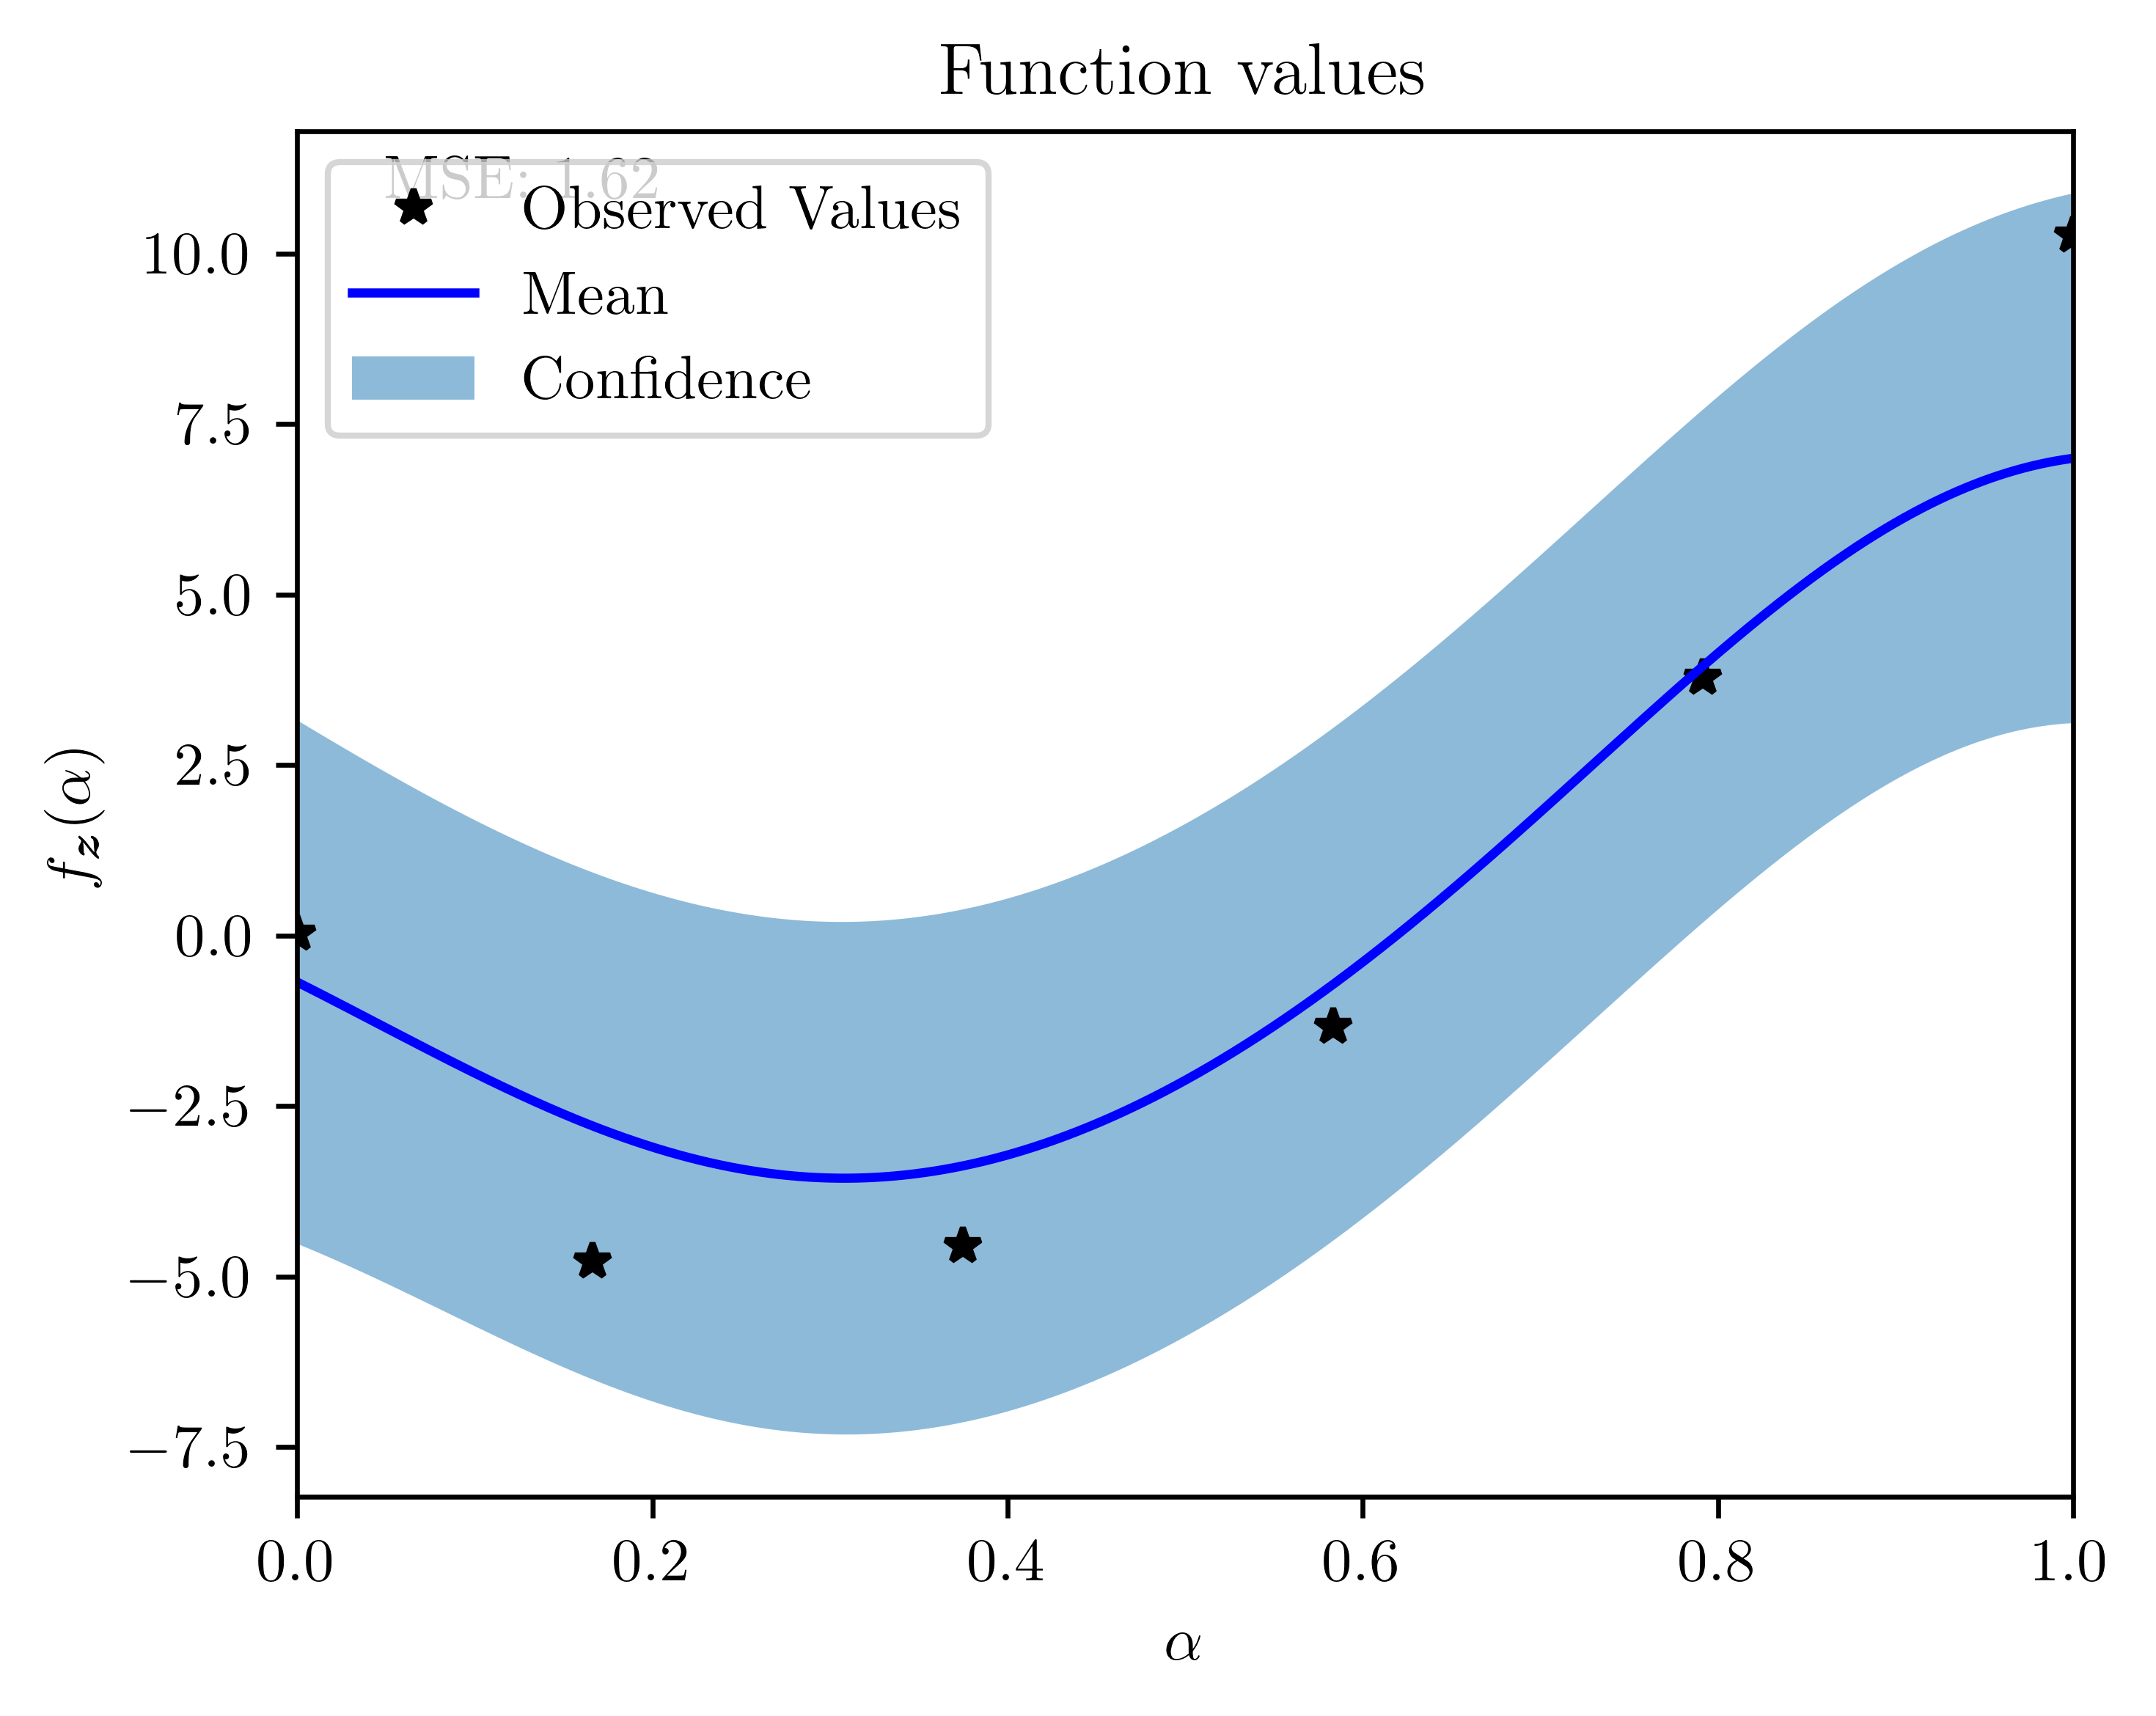 Function values
MSE: 1.62
Observed Values
Mean
Confidence
10.0
7.5
5.0
2.5
0.0
−2.5
−5.0
−7.5
f_z(α)
0.0 0.2 0.4 0.6 0.8 1.0
α